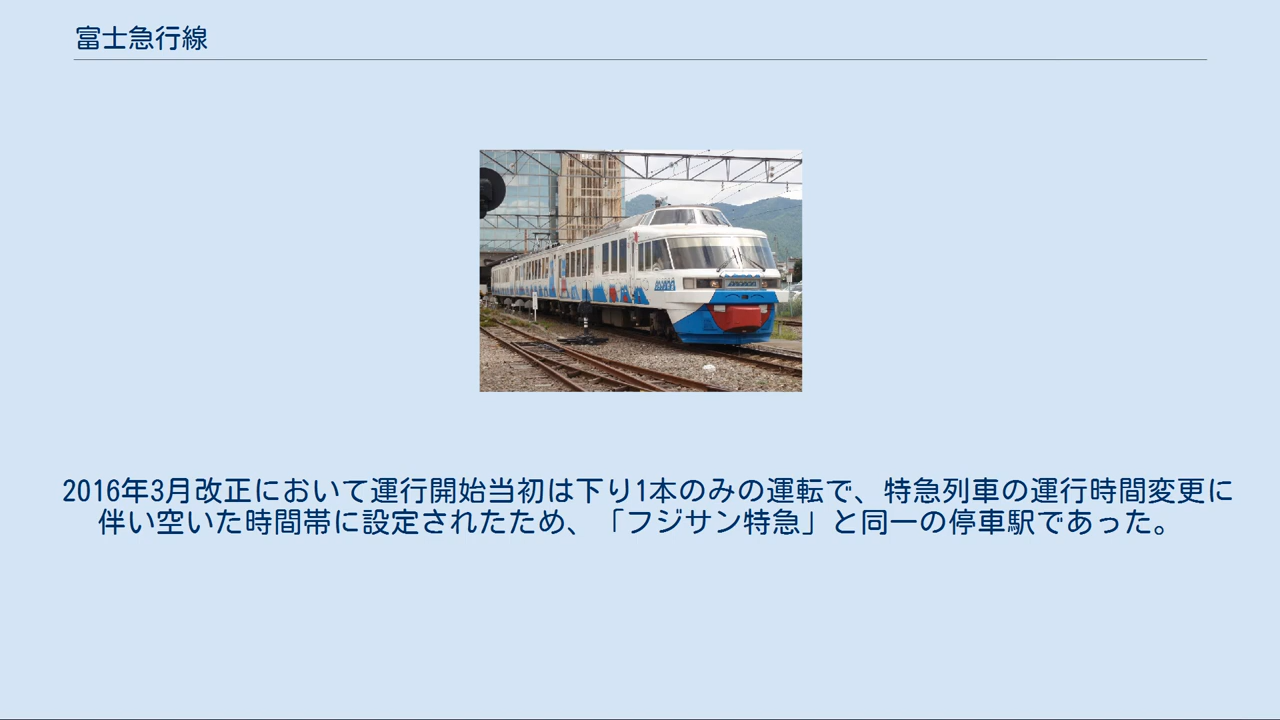 富士急行線
2016年3月改正において運行開始当初は下り1本のみの運転で、特急列車の運行時間変更に
伴い空いた時間帯に設定されたため、「フジサン特急」と同一の停車駅であった。